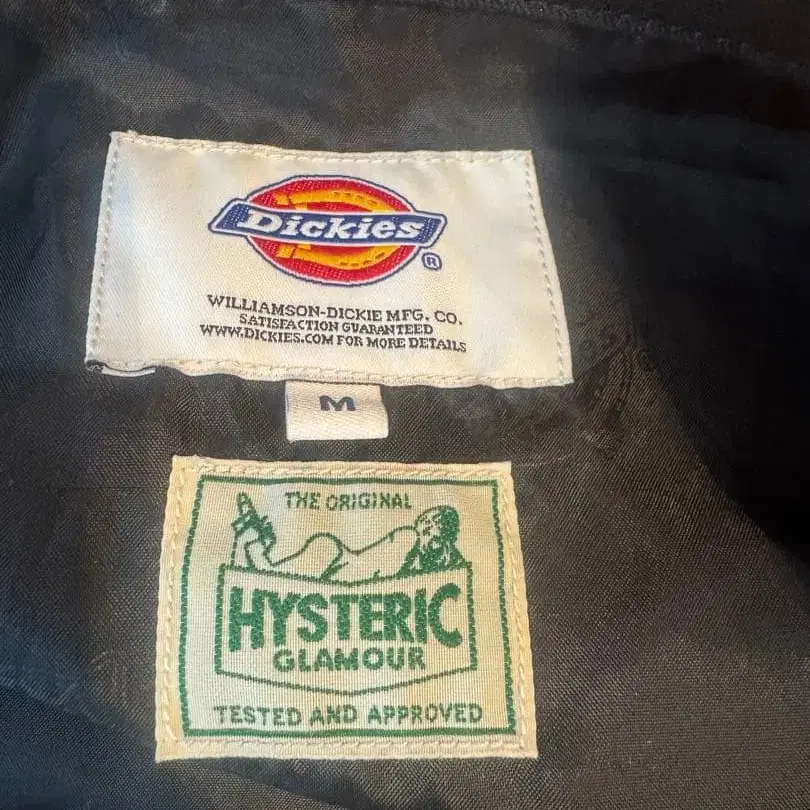 Dickies
®
WILLIAMSON-DICKIE MFG. CO.
SATISFACTION GUARANTEED
WWW.DICKIES.COM FOR MORE DETAILS
M
THE ORIGINAL
HYSTERIC
GLAMOUR
TESTED AND APPROVED